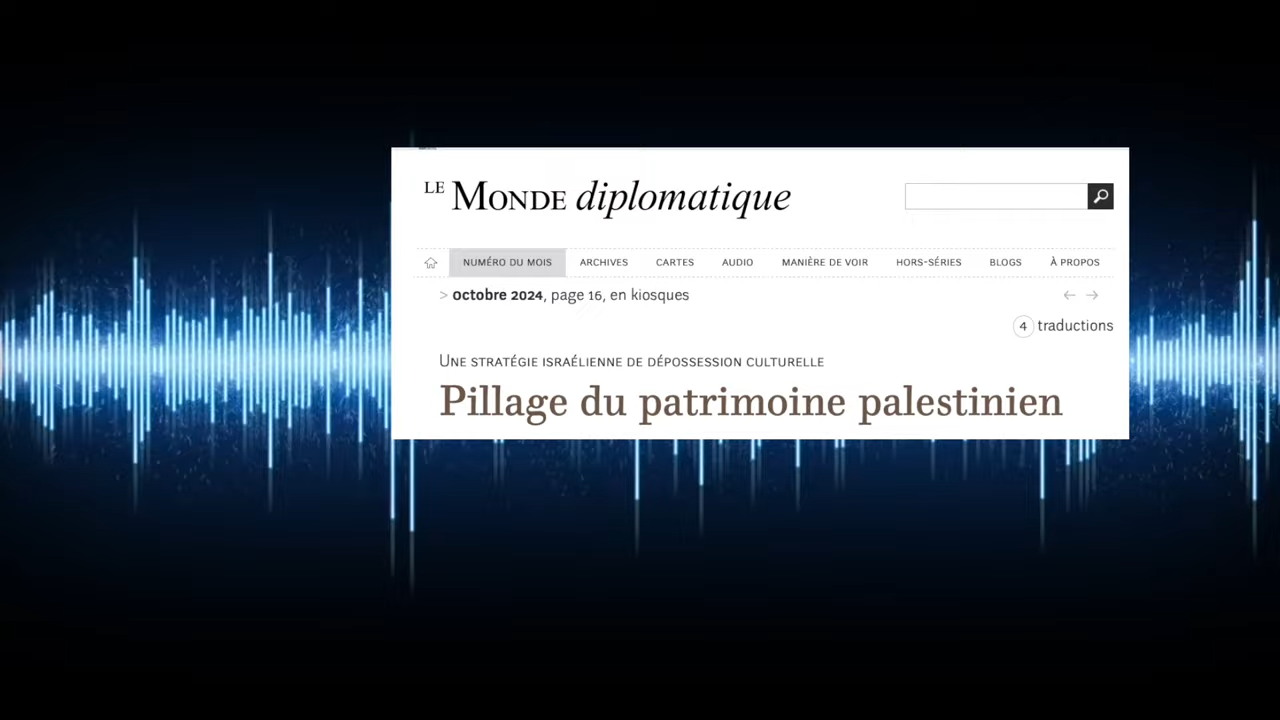 LE MONDE diplomatique
NUMÉRO DU MOIS ARCHIVES CARTES AUDIO MANIÈRE DE VOIR HORS-SÉRIES BLOGS À PROPOS
> octobre 2024, page 16, en kiosques
4 traductions
UNE STRATÉGIE ISRAÉLIENNE DE DÉPOSSESSION CULTURELLE
Pillage du patrimoine palestinien